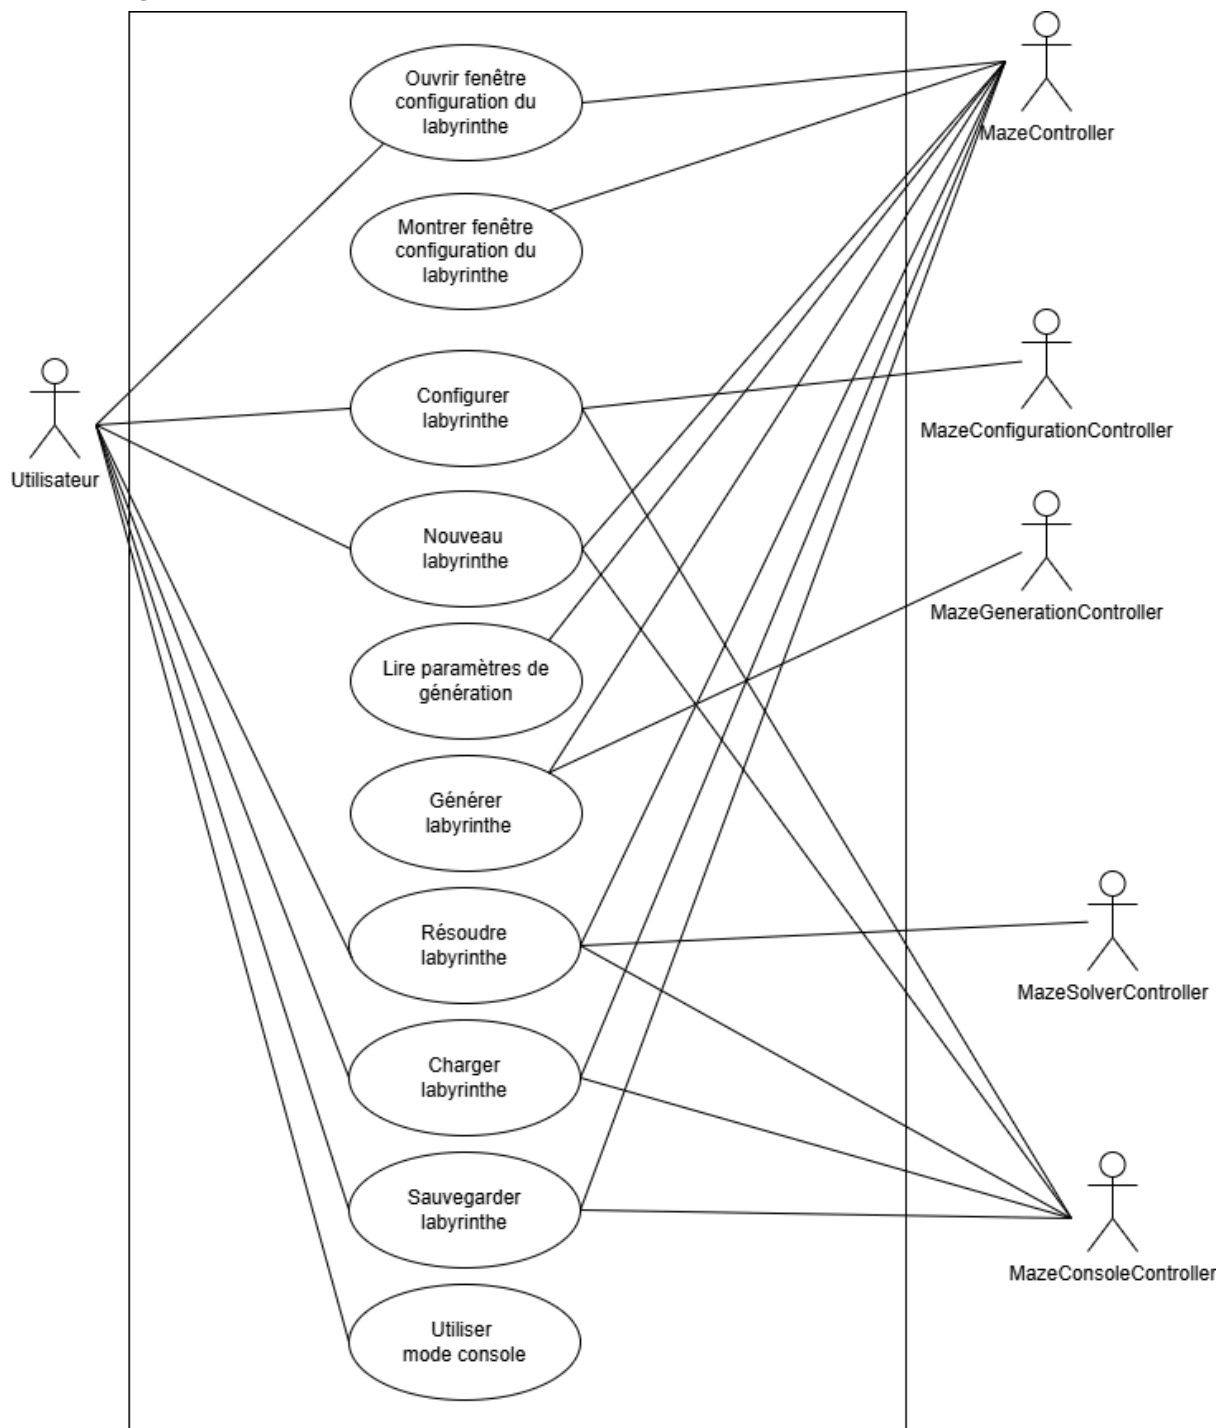 Ouvrir fenêtre
configuration du
labyrinthe
MazeController
Montrer fenêtre
configuration du
labyrinthe
Configurer
labyrinthe
MazeConfigurationController
Utilisateur
Nouveau
labyrinthe
MazeGenerationController
Lire paramètres de
génération
Générer
labyrinthe
Résoudre
labyrinthe
MazeSolverController
Charger
labyrinthe
Sauvegarder
labyrinthe
MazeConsoleController
Utiliser
mode console